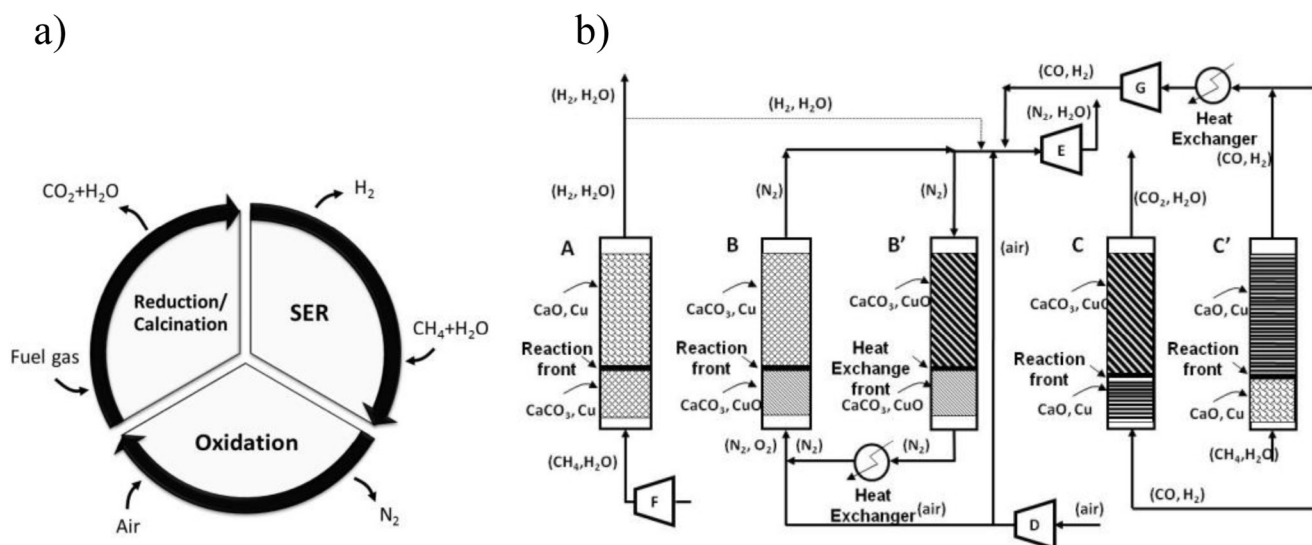 a)
CO₂+H₂O
H₂
Reduction/
Calcination
SER
Fuel gas
CH₄+H₂O
Oxidation
Air
N₂
b)
(H₂, H₂O)
(H₂, H₂O)
(CO, H₂)
G
(N₂, H₂O)
Heat
Exchanger
E
(CO, H₂)
(H₂, H₂O)
(N₂)
(N₂)
(CO₂, H₂O)
A
B
B'
(air)
C
C'
CaO, Cu
CaCO₃, Cu
CaCO₃, CuO
CaCO₃, CuO
CaO, Cu
Reaction
front
Reaction
front
Heat
Exchange
front
Reaction
front
Reaction
front
CaCO₃, Cu
CaCO₃, CuO
CaCO₃, CuO
CaO, Cu
CaO, Cu
(CH₄,H₂O)
(N₂, O₂)
(N₂)
(N₂)
(CH₄,H₂O)
F
Heat
Exchanger
(air)
(CO, H₂)
D
(air)